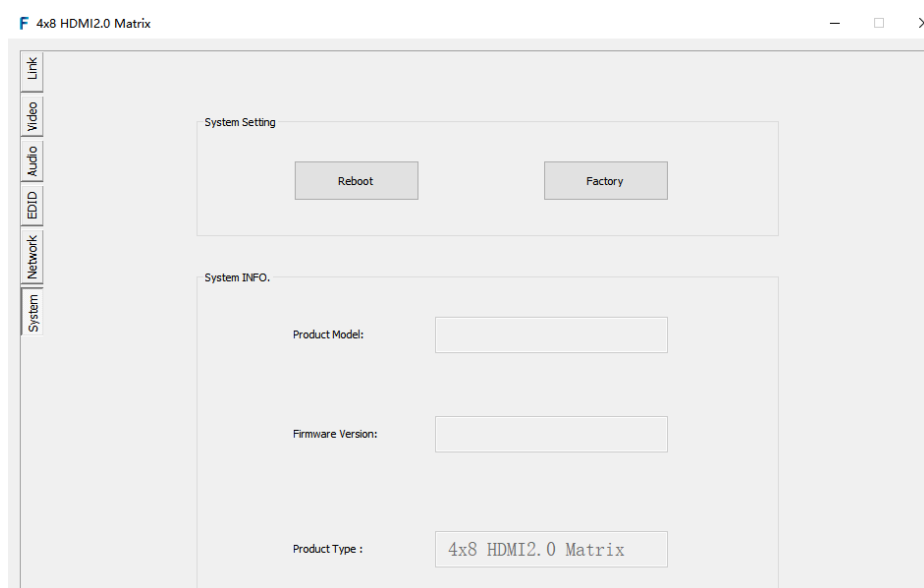 F 4x8 HDMI2.0 Matrix
Link
Video
Audio
EDID
Network
System
System Setting
Reboot
Factory
System INFO.
Product Model:
Firmware Version:
Product Type :
4x8 HDMI2.0 Matrix